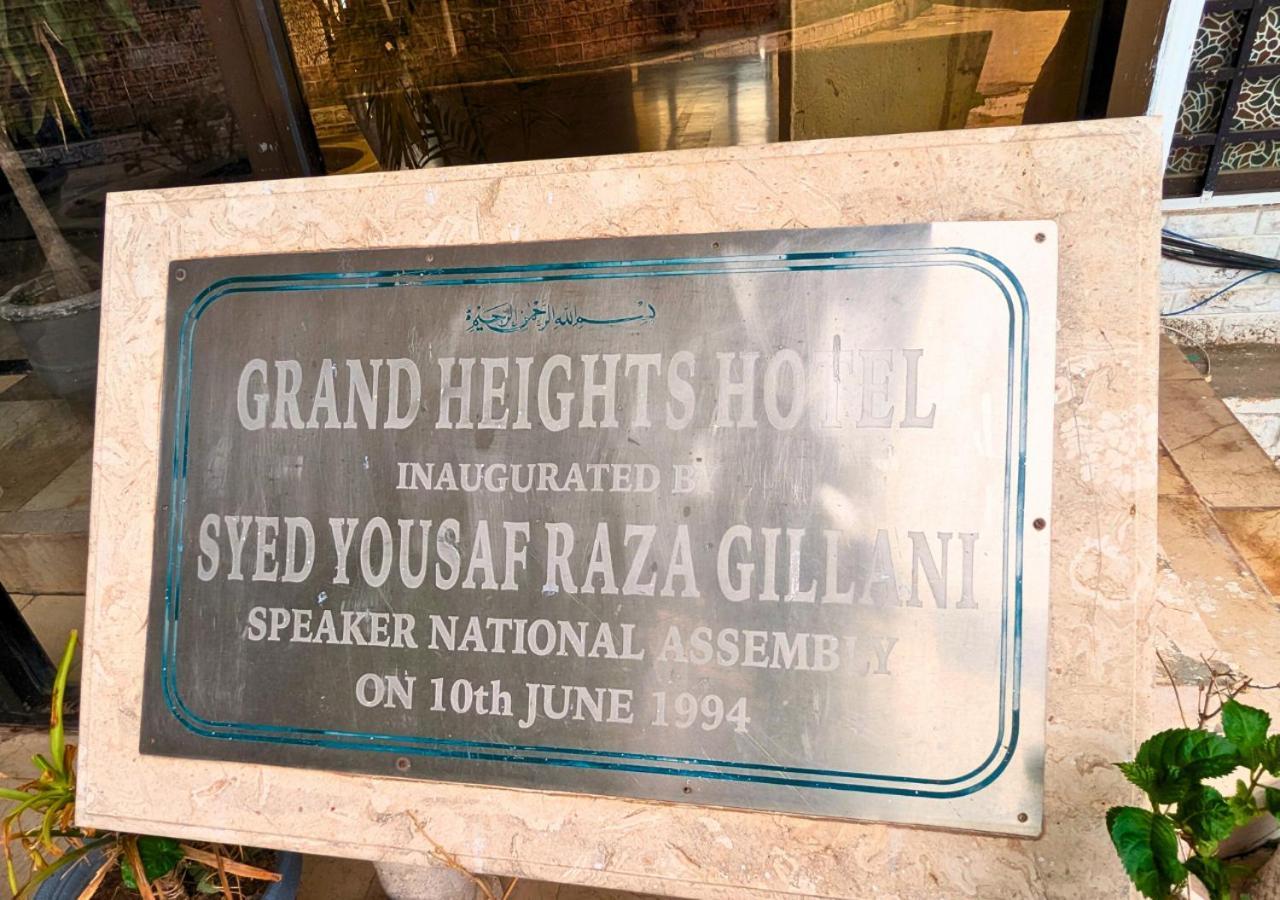 بسم الله الرحمن الرحيم
GRAND HEIGHTS HOTEL
INAUGURATED BY
SYED YOUSAF RAZA GILLANI
SPEAKER NATIONAL ASSEMBLY
ON 10th JUNE 1994